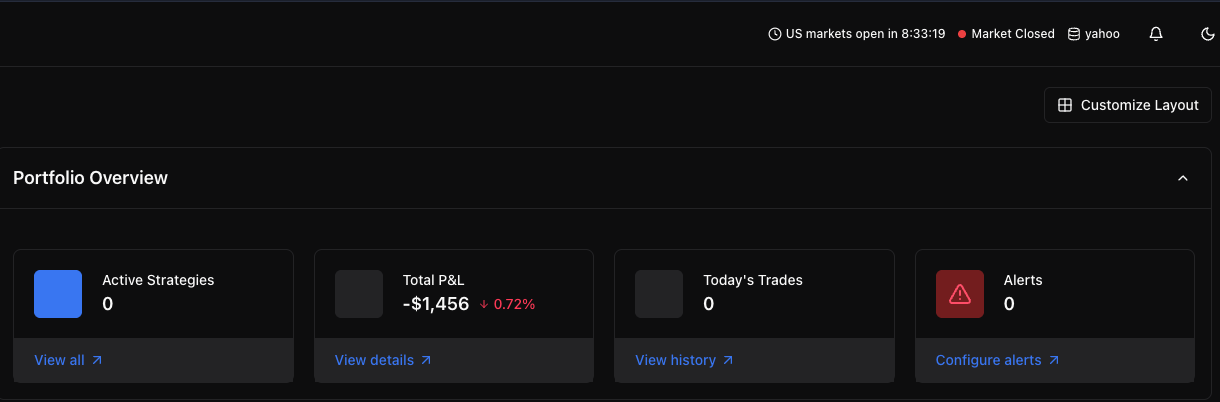 US markets open in 8:33:19 Market Closed yahoo
Customize Layout
Portfolio Overview
Active Strategies
0
View all
Total P&L
-$1,456 ↓ 0.72%
View details
Today's Trades
0
View history
Alerts
0
Configure alerts